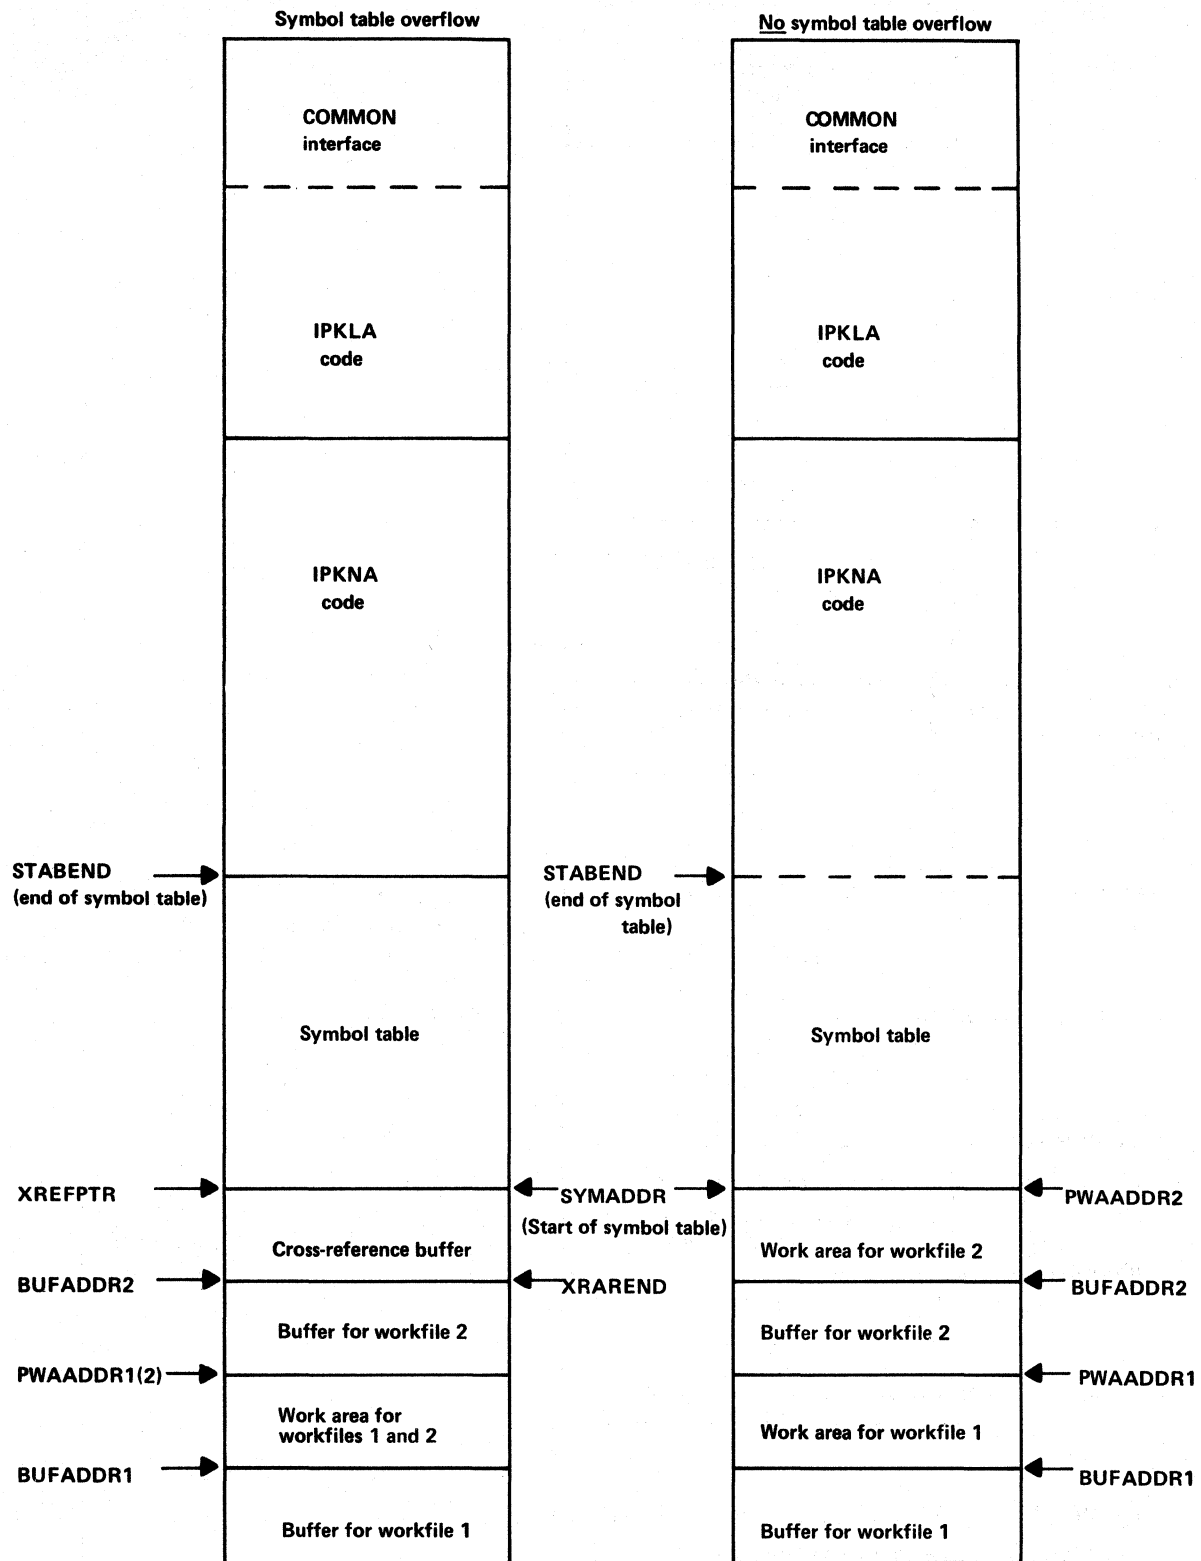 Symbol table overflow
No symbol table overflow
COMMON
interface
COMMON
interface
IPKLA
code
IPKLA
code
IPKNA
code
IPKNA
code
STABEND
(end of symbol table)
STABEND
(end of symbol
table)
Symbol table
Symbol table
XREFPTR
SYMADDR
(Start of symbol table)
PWAADDR2
Cross-reference buffer
Work area for workfile 2
BUFADDR2
XRAREND
BUFADDR2
Buffer for workfile 2
Buffer for workfile 2
PWAADDR1(2)
PWAADDR1
Work area for
workfiles 1 and 2
Work area for workfile 1
BUFADDR1
BUFADDR1
Buffer for workfile 1
Buffer for workfile 1